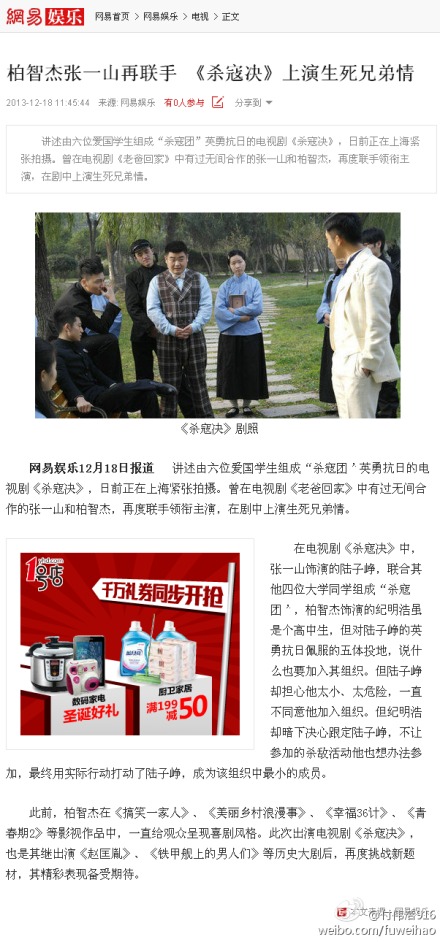 網易 娱乐 网易首页 > 网易娱乐 > 电视 > 正文
柏智杰张一山再联手 《杀寇决》上演生死兄弟情
2013-12-18 11:45:44 来源: 网易娱乐 有0人参与 分享到
讲述由六位爱国学生组成“杀寇团”英勇抗日的电视剧《杀寇决》，日前正在上海紧
张拍摄。曾在电视剧《老爸回家》中有过无间合作的张一山和柏智杰，再度联手领衔主
演，在剧中上演生死兄弟情。
《杀寇决》剧照
网易娱乐12月18日报道 讲述由六位爱国学生组成“杀寇团’英勇抗日的电
视剧《杀寇决》，日前正在上海紧张拍摄。曾在电视剧《老爸回家》中有过无间合
作的张一山和柏智杰，再度联手领衔主演，在剧中上演生死兄弟情。
1号店
yhd.com
千万礼券同步开抢
数码家电
圣诞好礼
厨卫家居
满199减50
在电视剧《杀寇决》中，
张一山饰演的陆子峥，联合其
他四位大学同学组成“杀寇
团’，柏智杰饰演的纪明浩虽
是个高中生，但对陆子峥的英
勇抗日佩服的五体投地，说什
么也要加入其组织。但陆子峥
却担心他太小、太危险，一直
不同意他加入组织。但纪明浩
却暗下决心跟定陆子峥，不让
参加的杀敌活动他也想办法参
加，最终用实际行动打动了陆子峥，成为该组织中最小的成员。
此前，柏智杰在《搞笑一家人》、《美丽乡村浪漫事》、《幸福36计》、《青
春期2》等影视作品中，一直给观众呈现喜剧风格。此次出演电视剧《杀寇决》，
也是其继出演《赵匡胤》、《铁甲舰上的男人们》等历史大剧后，再度挑战新题
材，其精彩表现备受期待。
本文来源：网易娱乐
weibo.com/fuweihao